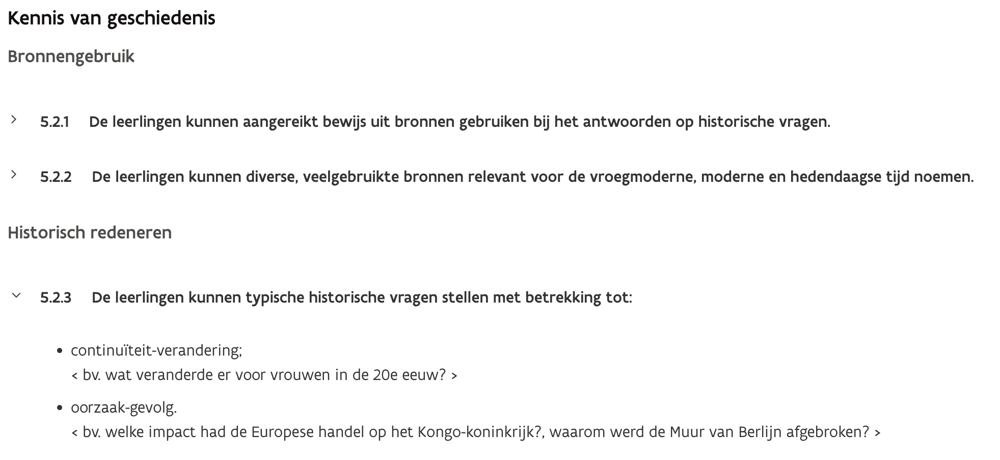 Kennis van geschiedenis
Bronnengebruik
5.2.1 De leerlingen kunnen aangereikt bewijs uit bronnen gebruiken bij het antwoorden op historische vragen.
5.2.2 De leerlingen kunnen diverse, veelgebruikte bronnen relevant voor de vroegmoderne, moderne en hedendaagse tijd noemen.
Historisch redeneren
5.2.3 De leerlingen kunnen typische historische vragen stellen met betrekking tot:
• continuïteit-verandering;
< bv. wat veranderde er voor vrouwen in de 20e eeuw? >
• oorzaak-gevolg.
< bv. welke impact had de Europese handel op het Kongo-koninkrijk?, waarom werd de Muur van Berlijn afgebroken? >